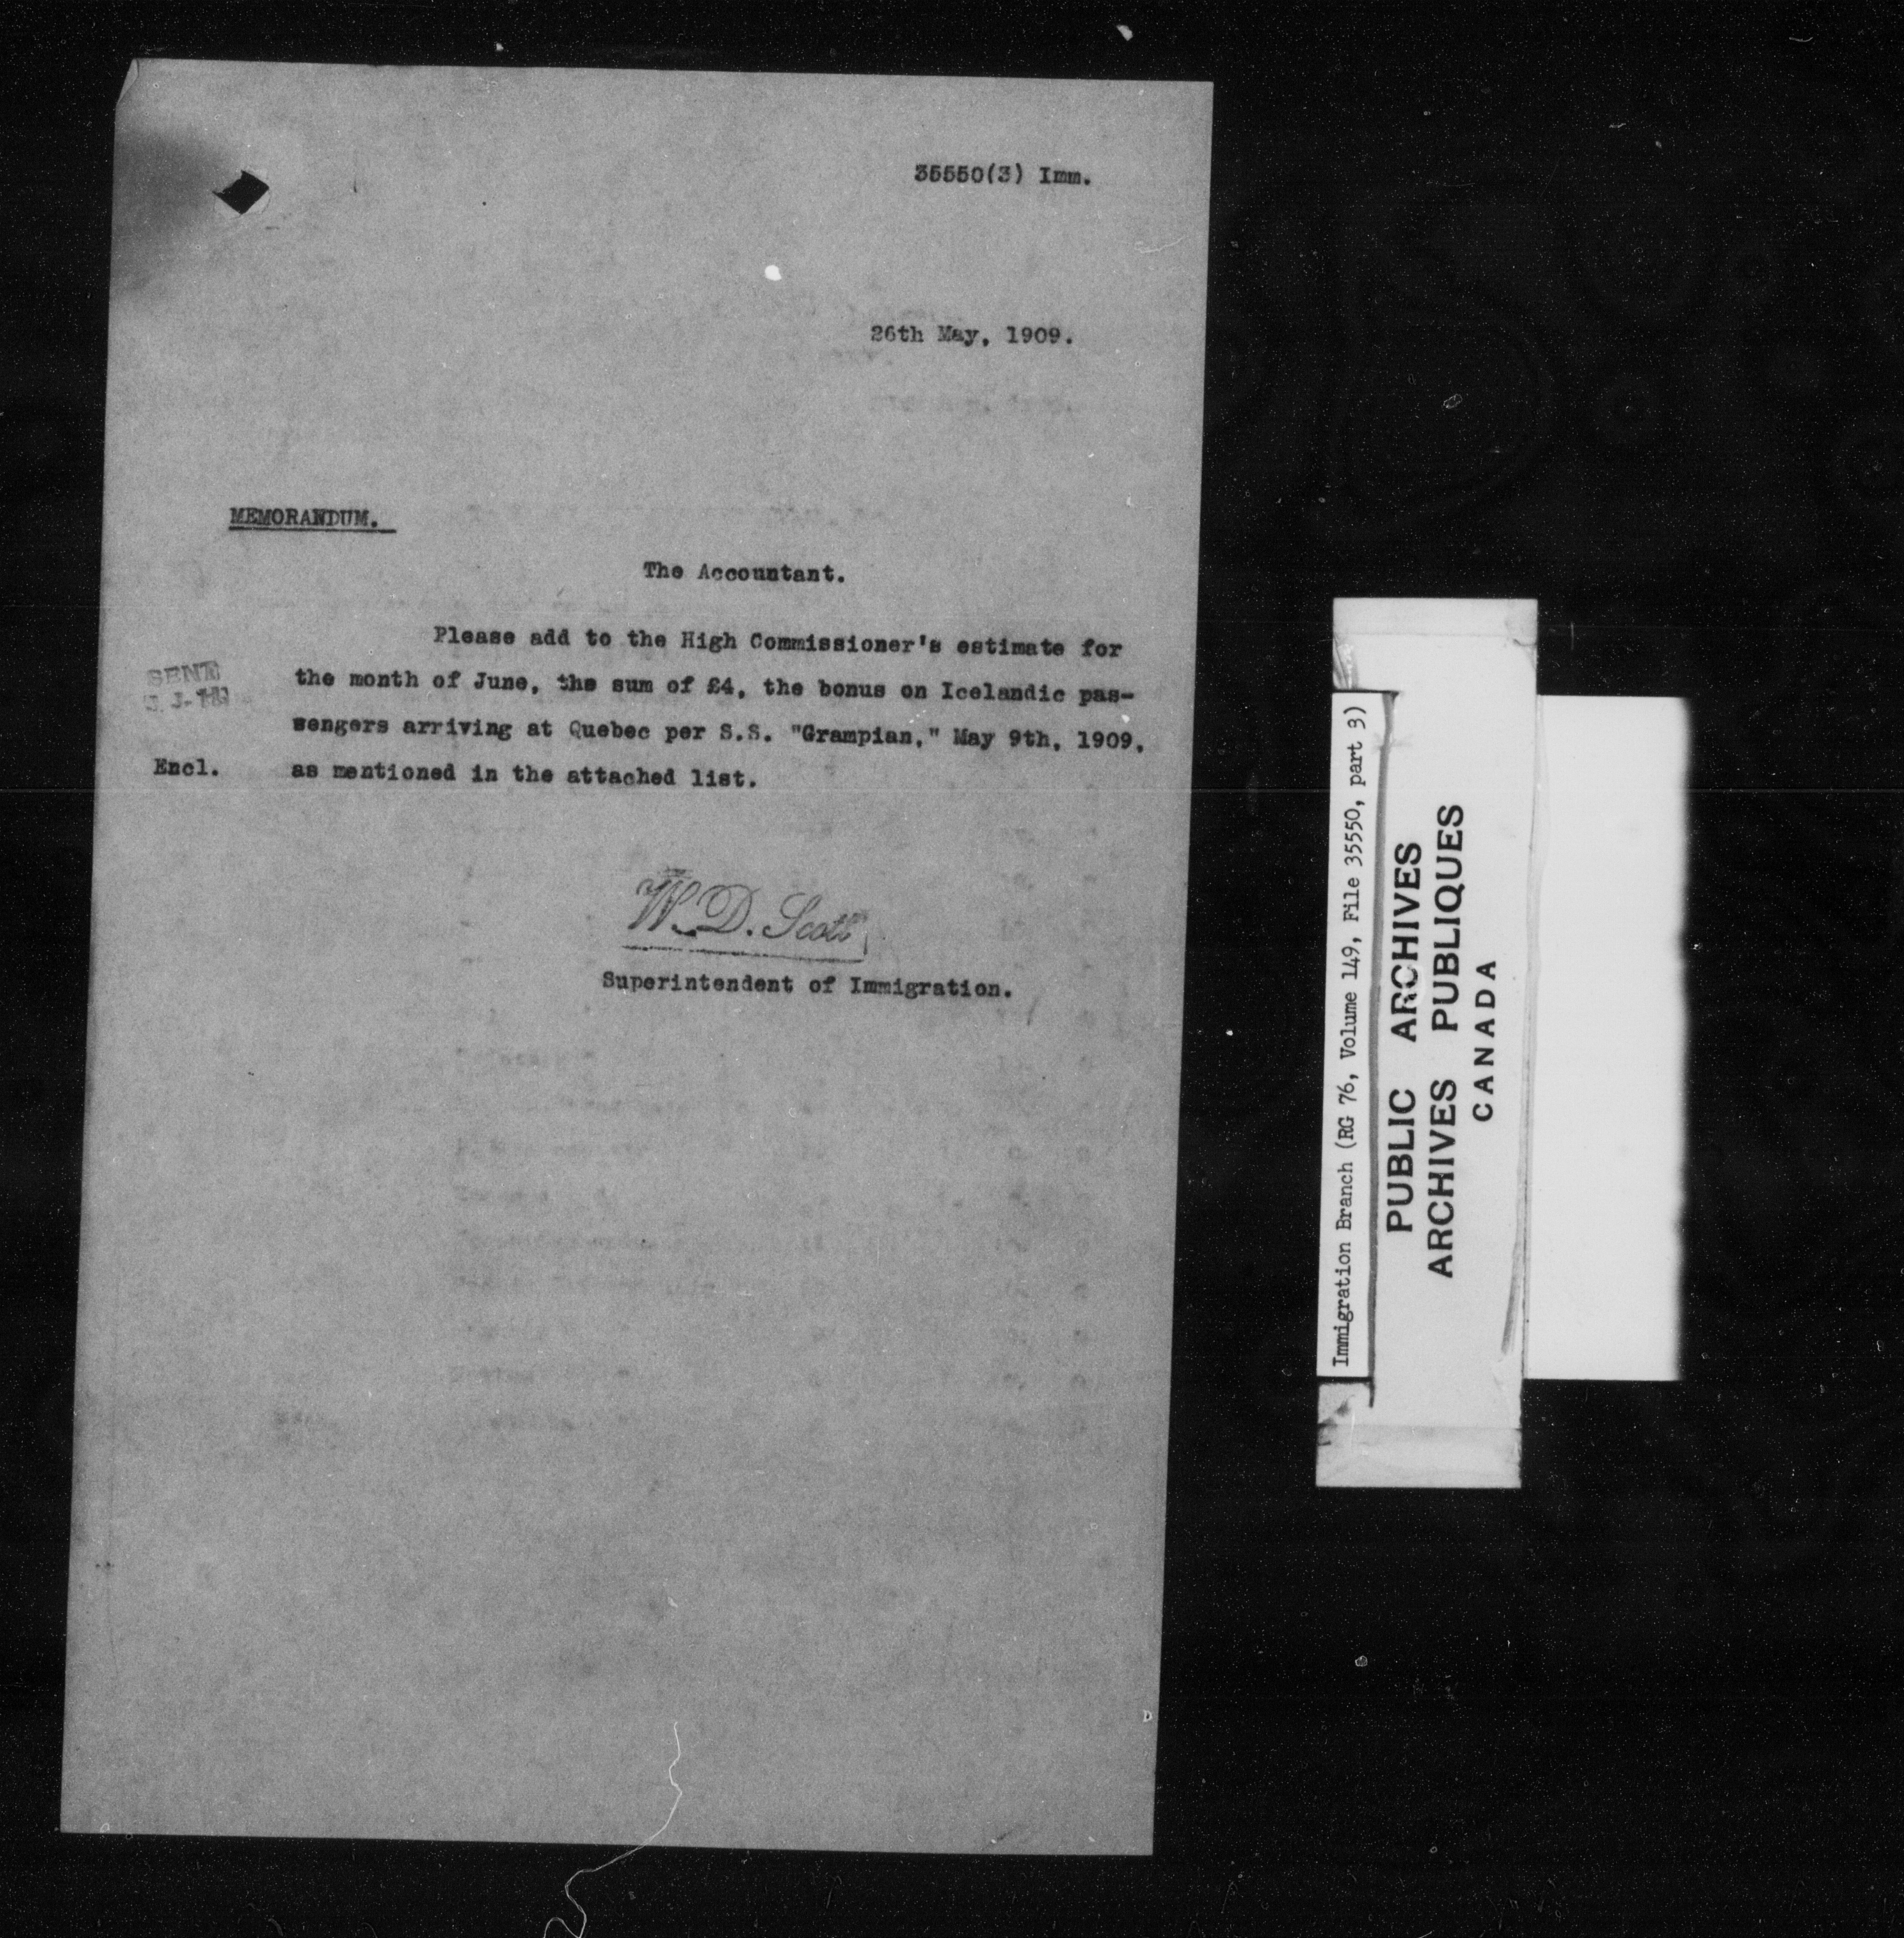 35550(3) Imm.
26th May, 1909.
MEMORANDUM.
The Accountant.
Please add to the High Commissioner's estimate for
the month of June, the sum of £4, the bonus on Icelandic pas-
sengers arriving at Quebec per S.S. "Grampian," May 9th, 1909,
as mentioned in the attached list.
SENT
Encl.
W. D. Scott
Superintendent of Immigration.
Immigration Branch (RG 76, Volume 149, File 35550, part 3)
PUBLIC ARCHIVES
ARCHIVES PUBLIQUES
CANADA